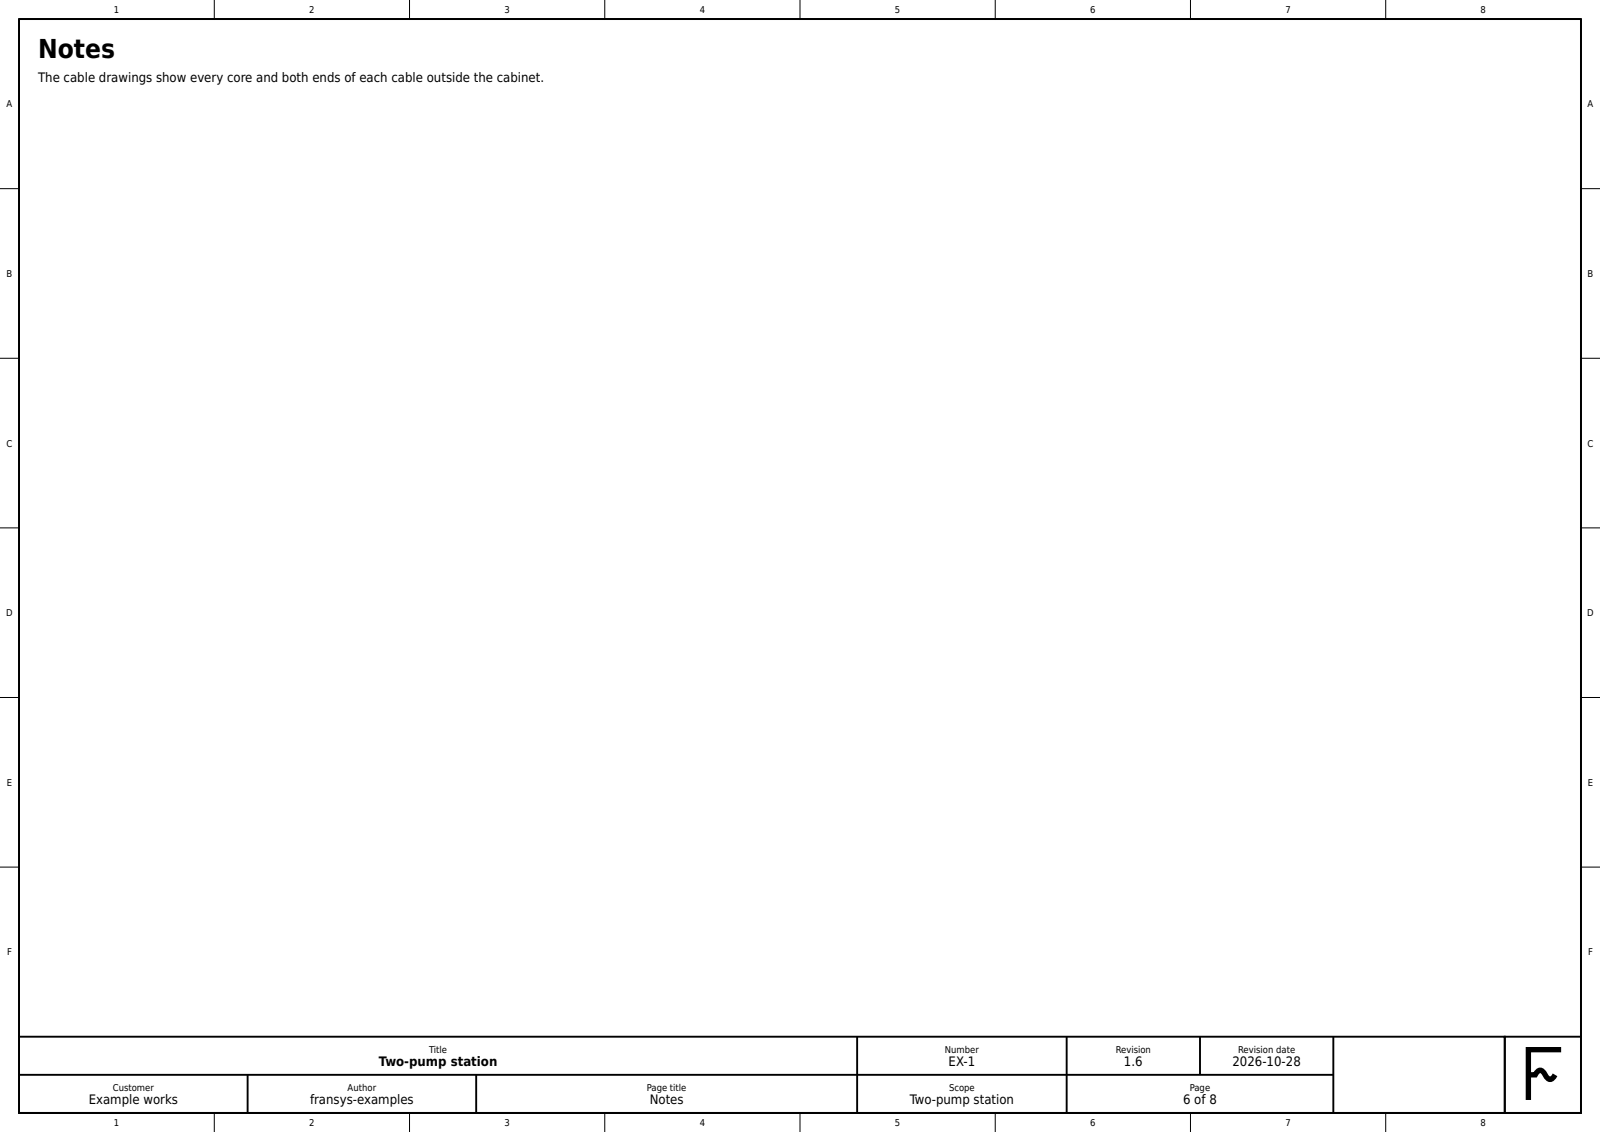 1 2 3 4 5 6 7 8
Notes
The cable drawings show every core and both ends of each cable outside the cabinet.
A A
B B
C C
D D
E E
F F
Title Number Revision Revision date
Two-pump station EX-1 1.6 2026-10-28
Customer Author Page title Scope Page
Example works fransys-examples Notes Two-pump station 6 of 8
1 2 3 4 5 6 7 8